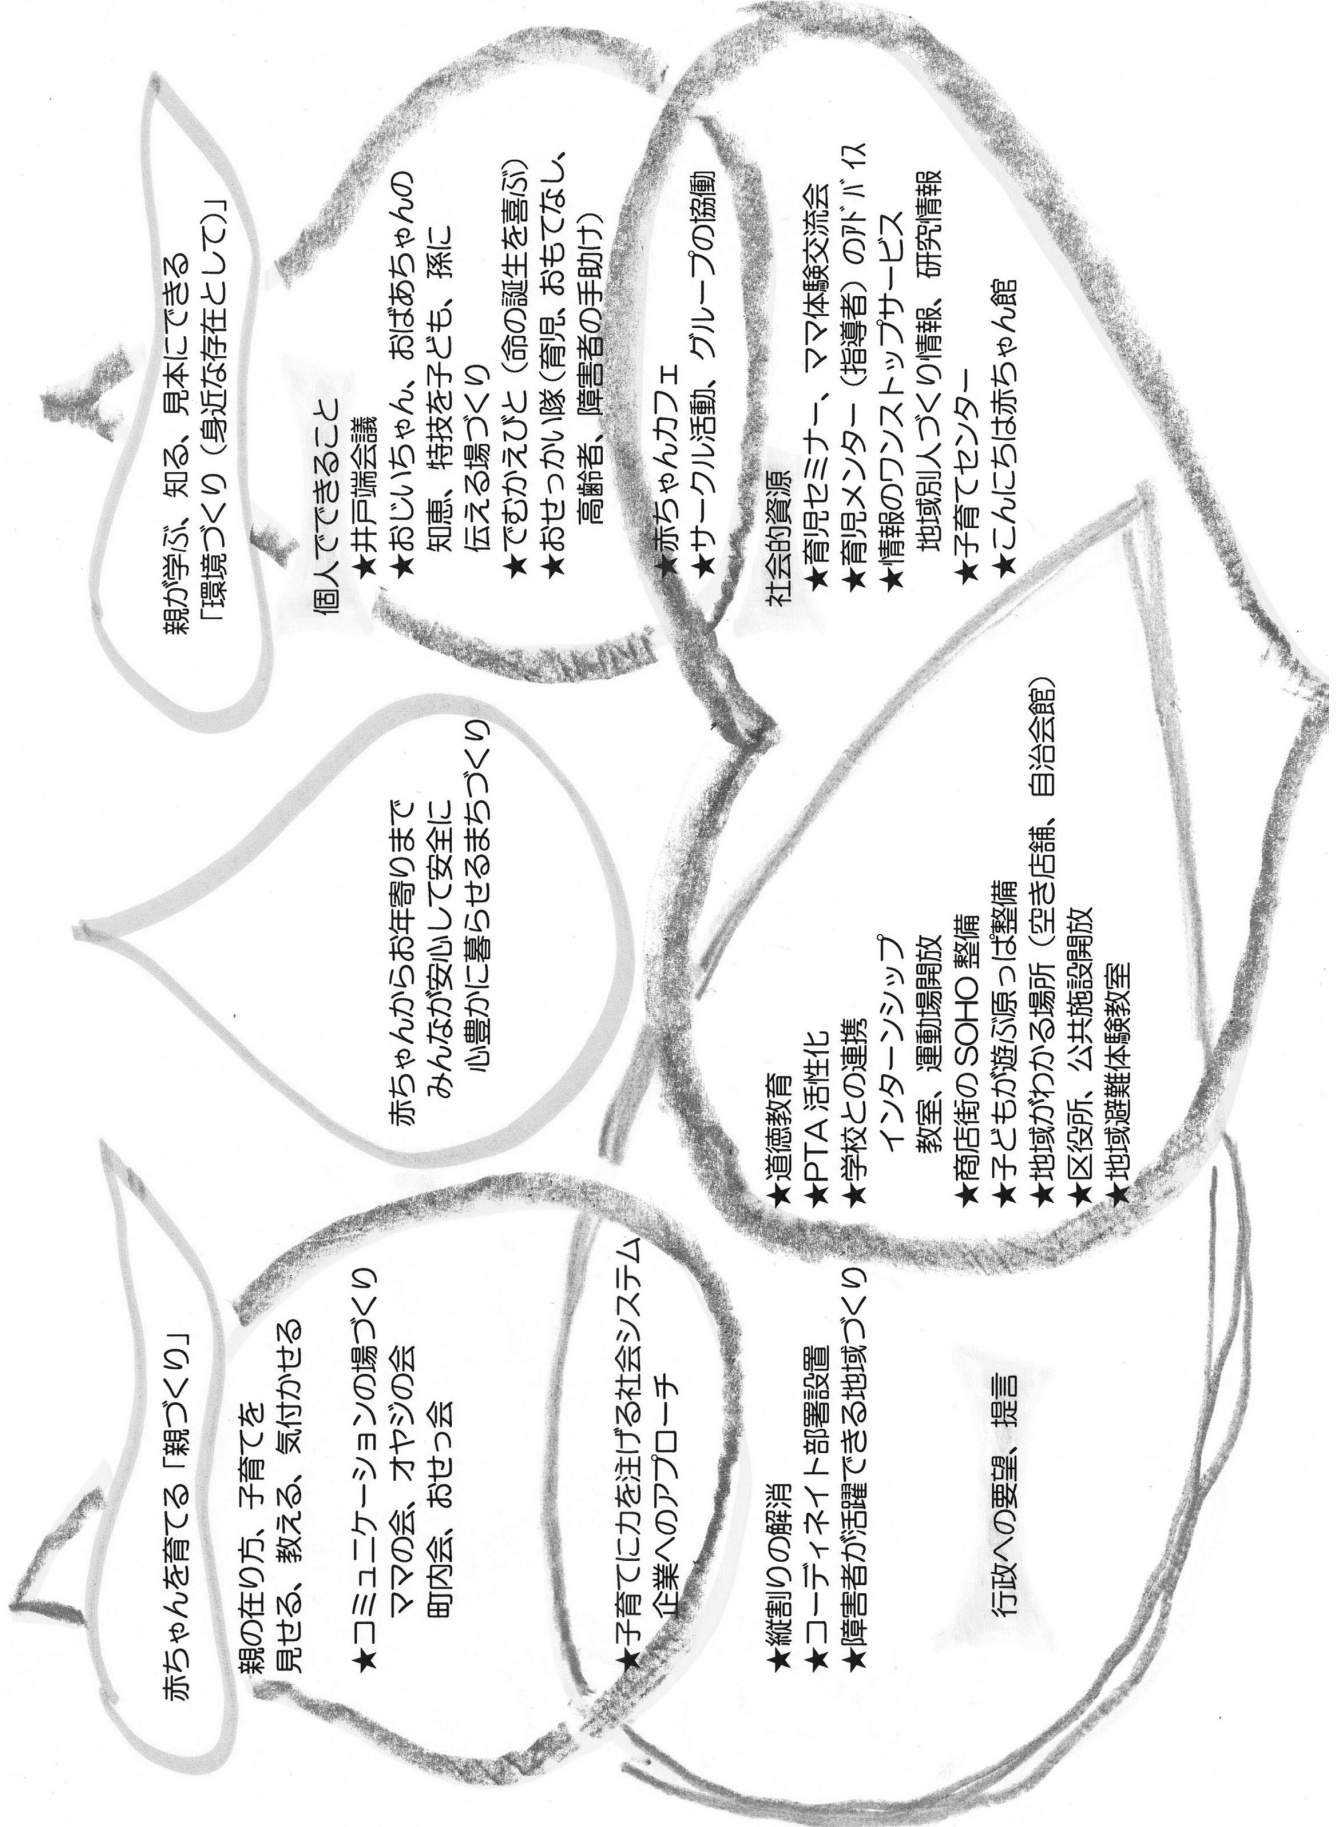 赤ちゃんを育てる「親づくり」
親の在り方、子育てを
見せる、教える、気付かせる
★コミュニケーションの場づくり
ママの会、オヤジの会
町内会、おせっ会
★子育てに力を注げる社会システム
企業へのアプローチ
★縦割りの解消
★コーディネイト部署設置
★障害者が活躍できる地域づくり
行政への要望、提言
赤ちゃんからお年寄りまで
みんなが安心して安全に
心豊かに暮らせるまちづくり
★道徳教育
★PTA 活性化
★学校との連携
インターンシップ
教室、運動場開放
★商店街の SOHO 整備
★子どもが遊ぶ原っぱ整備
★地域がわかる場所（空き店舗、自治会館）
★区役所、公共施設開放
★地域避難体験教室
親が学ぶ、知る、見本にできる
「環境づくり（身近な存在として）」
個人でできること
★井戸端会議
★おじいちゃん、おばあちゃんの
知恵、特技を子ども、孫に
伝える場づくり
★でむかえびと（命の誕生を喜ぶ）
★おせっかい隊（育児、おもてなし、
高齢者、障害者の手助け）
★赤ちゃんカフェ
★サークル活動、グループの協働
社会的資源
★育児セミナー、ママ体験交流会
★育児メンター（指導者）のｱﾄﾞﾊﾞｲｽ
★情報のワンストップサービス
地域別人づくり情報、研究情報
★子育てセンター
★こんにちは赤ちゃん館